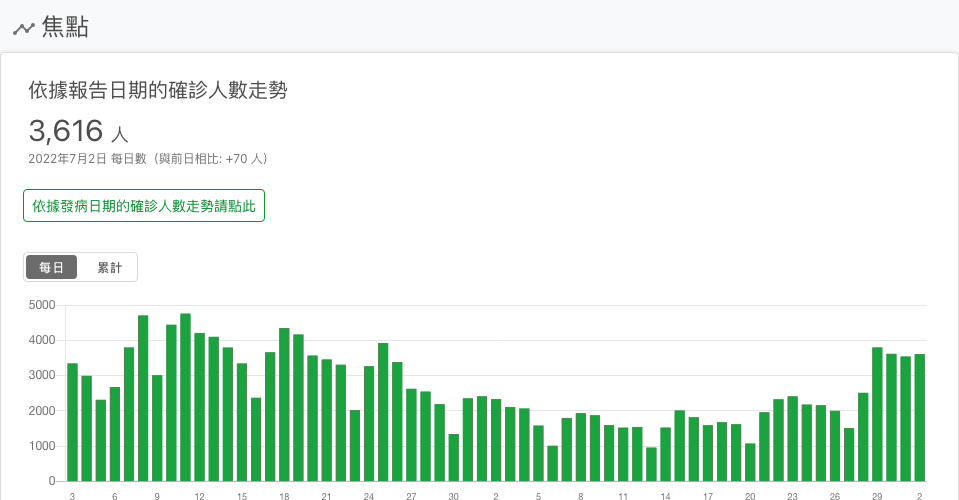 焦點
依據報告日期的確診人數走勢
3,616 人
2022年7月2日 每日數（與前日相比: +70 人）
依據發病日期的確診人數走勢請點此
每日 累計
5000
4000
3000
2000
1000
0
3 6 9 12 15 18 21 24 27 30 2 5 8 11 14 17 20 23 26 29 2